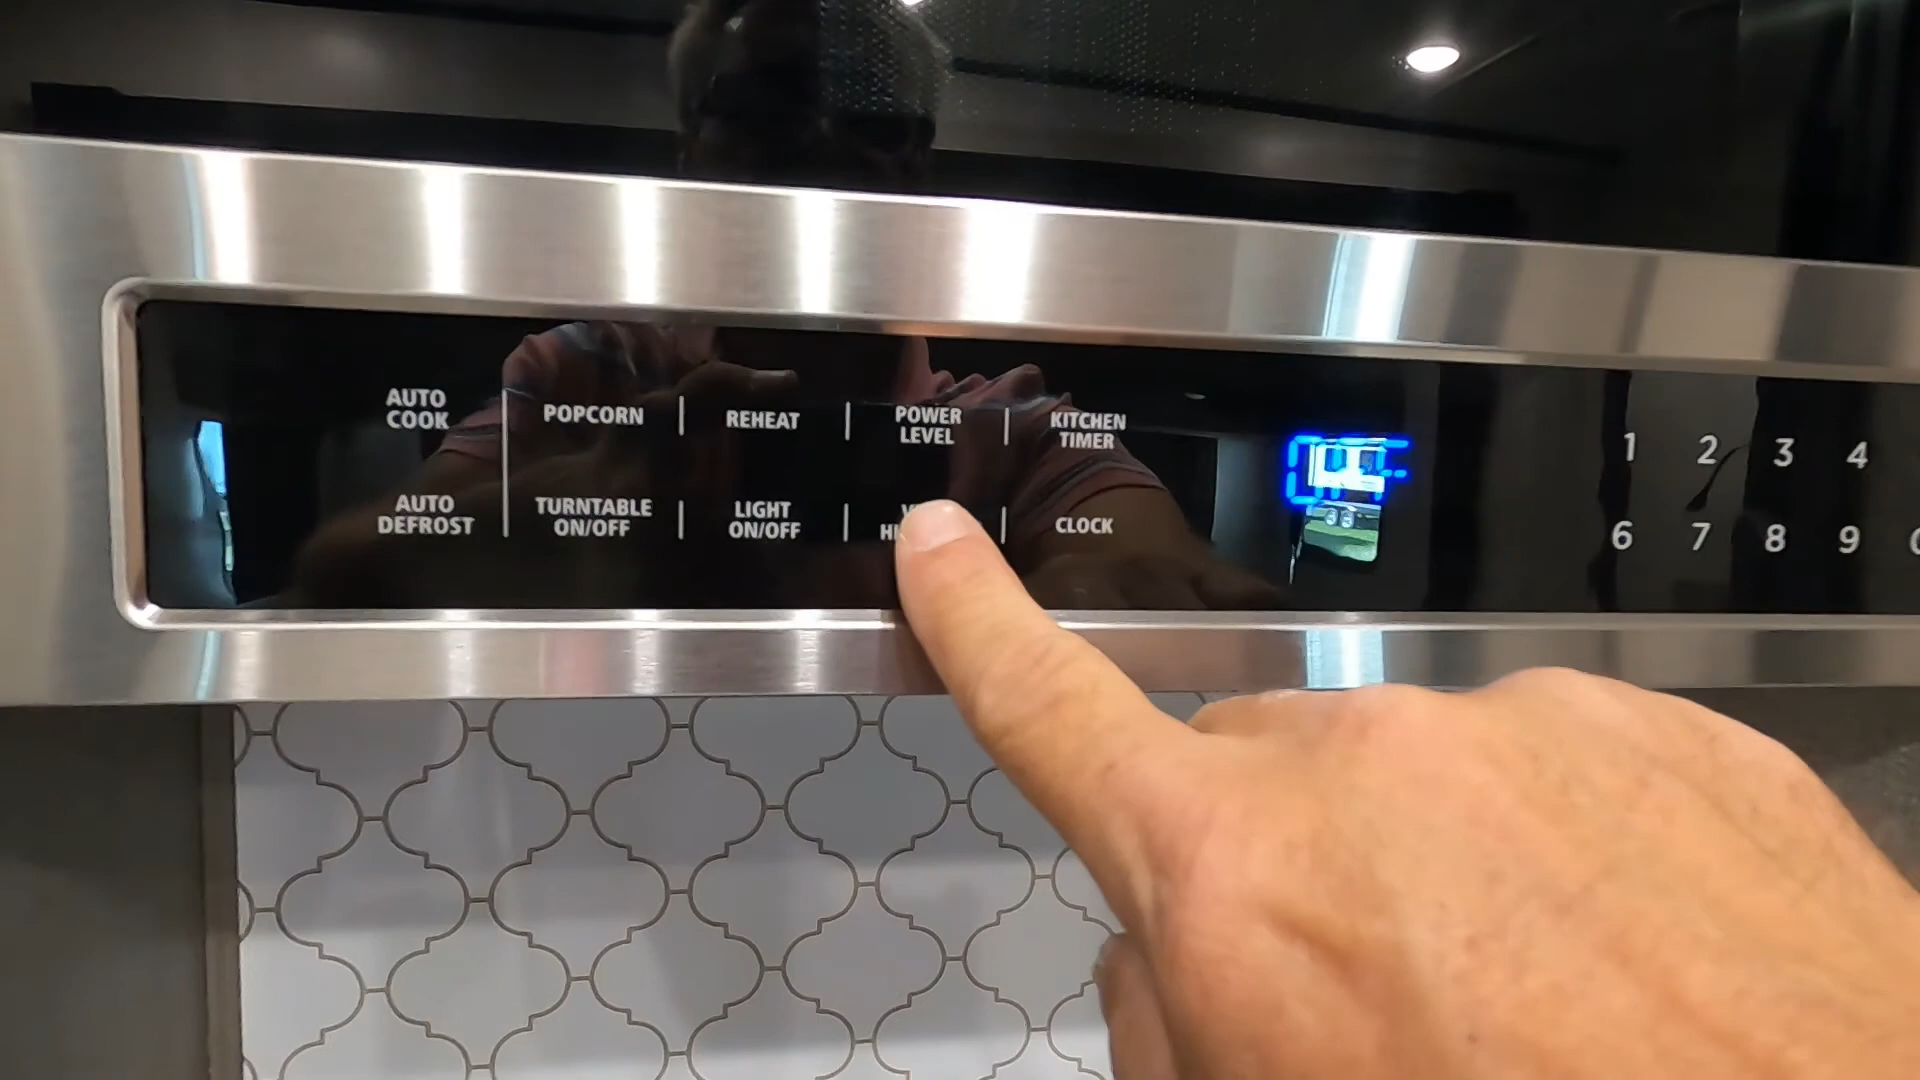 AUTO
COOK
POPCORN
REHEAT
POWER
LEVEL
KITCHEN
TIMER
1 2 3 4
AUTO
DEFROST
TURNTABLE
ON/OFF
LIGHT
ON/OFF
CLOCK
6 7 8 9